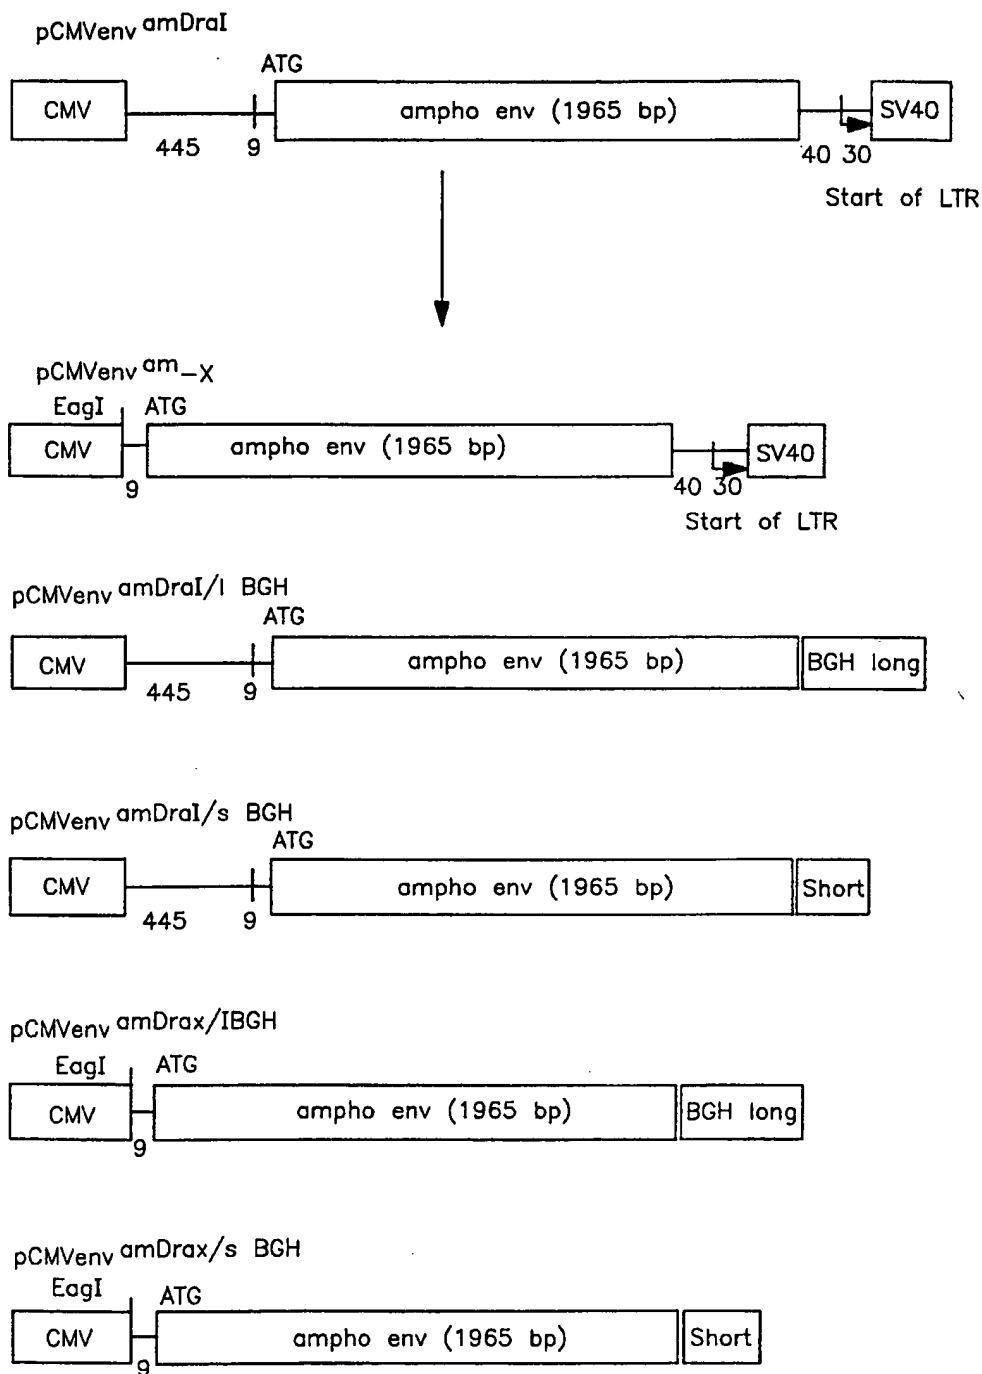 pCMVenv amDraI
ATG
CMV ampho env (1965 bp) SV40
445 9 40 30
Start of LTR
pCMVenv am-X
EagI ATG
CMV ampho env (1965 bp) SV40
9 40 30
Start of LTR
pCMVenv amDraI/l BGH
ATG
CMV ampho env (1965 bp) BGH long
445 9
pCMVenv amDraI/s BGH
ATG
CMV ampho env (1965 bp) Short
445 9
pCMVenv amDrax/lBGH
EagI ATG
CMV ampho env (1965 bp) BGH long
9
pCMVenv amDrax/s BGH
EagI ATG
CMV ampho env (1965 bp) Short
9